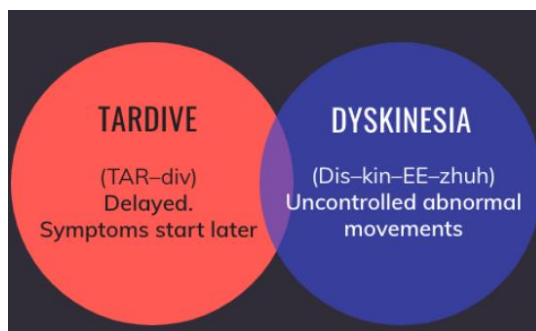 TARDIVE
(TAR–div)
Delayed.
Symptoms start later
DYSKINESIA
(Dis–kin–EE–zhuh)
Uncontrolled abnormal
movements